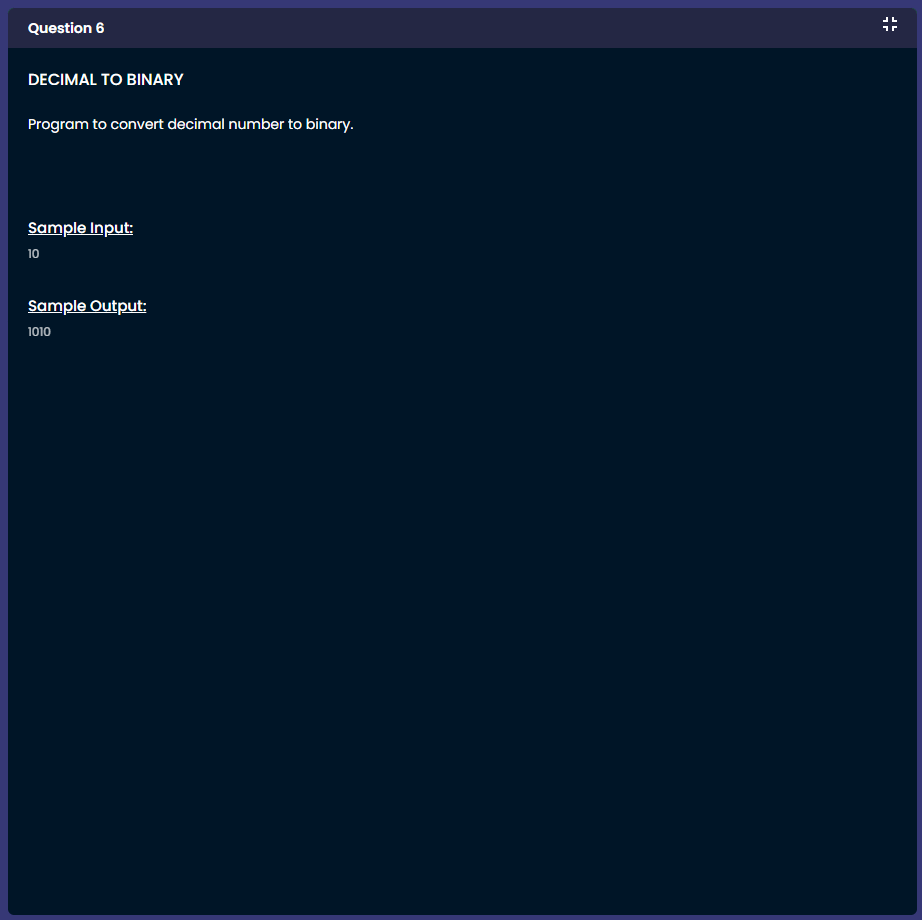 Question 6
DECIMAL TO BINARY
Program to convert decimal number to binary.
Sample Input:
10
Sample Output:
1010